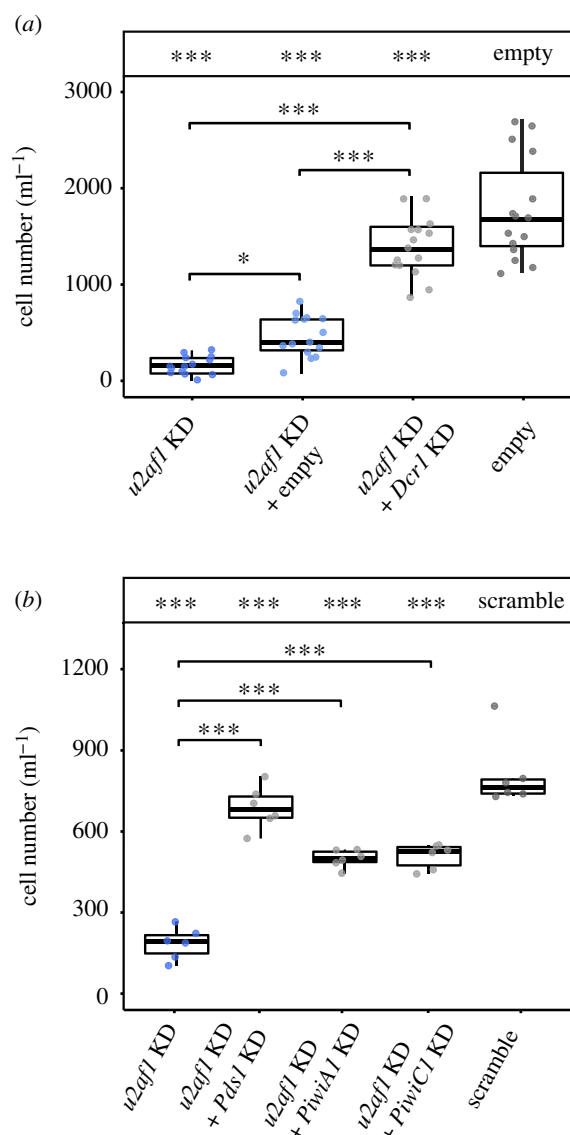 (a)
*** *** *** empty
3000
***
***
2000
*
1000
0
cell number (ml⁻¹)
u2af1 KD
u2af1 KD
+ empty
u2af1 KD
+ Dcr1 KD
empty
(b)
*** *** *** *** scramble
1200
***
***
900
***
600
300
0
cell number (ml⁻¹)
u2af1 KD
u2af1 KD
+ Pds1 KD
u2af1 KD
+ PiwiA1 KD
u2af1 KD
+ PiwiC1 KD
scramble